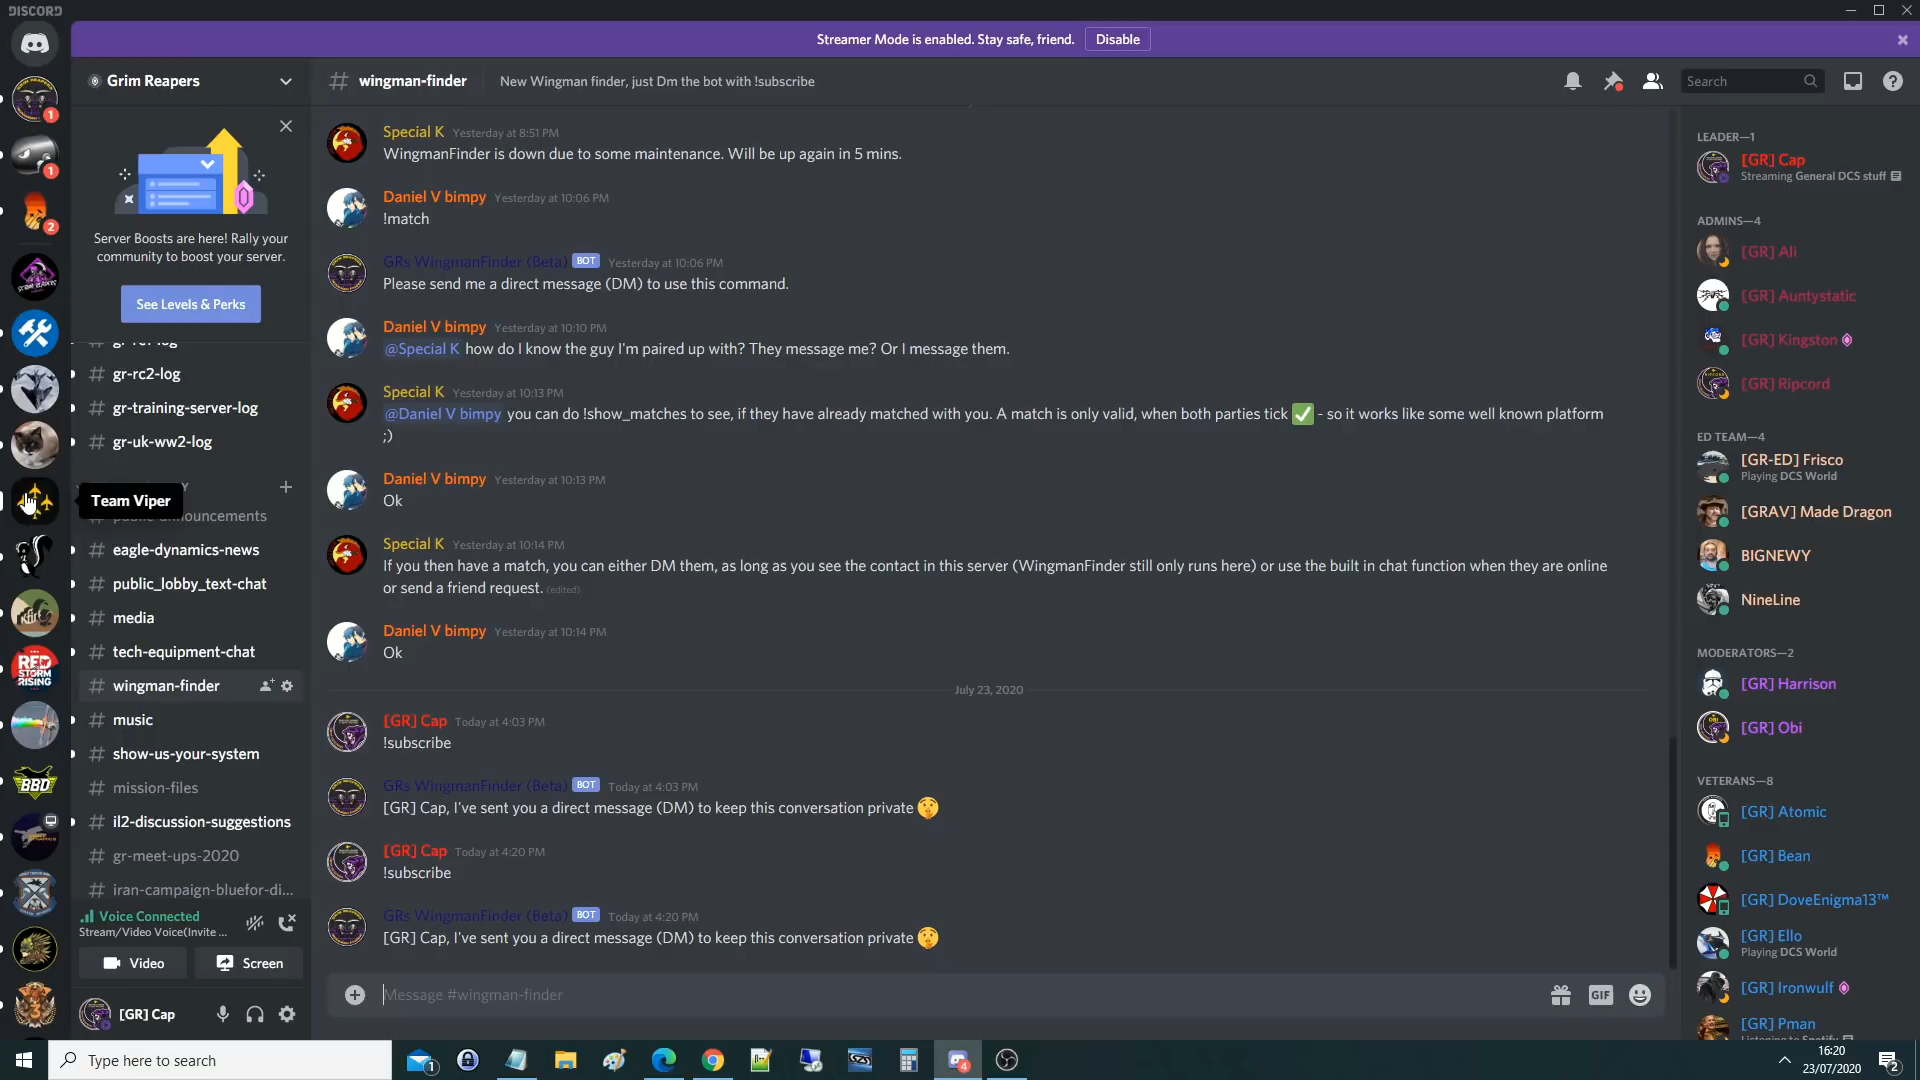 DISCORD
Streamer Mode is enabled. Stay safe, friend.
Disable
Grim Reapers
wingman-finder
New Wingman finder, just Dm the bot with !subscribe
Search
1
1
2
Server Boosts are here! Rally your
community to boost your server.
See Levels & Perks
gr-rc2-log
gr-training-server-log
gr-uk-ww2-log
Team Viper
public-announcements
eagle-dynamics-news
public_lobby_text-chat
media
tech-equipment-chat
wingman-finder
music
show-us-your-system
mission-files
il2-discussion-suggestions
gr-meet-ups-2020
iran-campaign-bluefor-di...
RED
STORM
RISING
BBD
Voice Connected
Stream/Video Voice(Invite ...
Video
Screen
[GR] Cap
Special K Yesterday at 8:51 PM
WingmanFinder is down due to some maintenance. Will be up again in 5 mins.
Daniel V bimpy Yesterday at 10:06 PM
!match
GRs WingmanFinder (Beta) BOT Yesterday at 10:06 PM
Please send me a direct message (DM) to use this command.
Daniel V bimpy Yesterday at 10:10 PM
@Special K how do I know the guy I'm paired up with? They message me? Or I message them.
Special K Yesterday at 10:13 PM
@Daniel V bimpy you can do !show_matches to see, if they have already matched with you. A match is only valid, when both parties tick ✅ - so it works like some well known platform
;)
Daniel V bimpy Yesterday at 10:13 PM
Ok
Special K Yesterday at 10:14 PM
If you then have a match, you can either DM them, as long as you see the contact in this server (WingmanFinder still only runs here) or use the built in chat function when they are online
or send a friend request. (edited)
Daniel V bimpy Yesterday at 10:14 PM
Ok
July 23, 2020
[GR] Cap Today at 4:03 PM
!subscribe
GRs WingmanFinder (Beta) BOT Today at 4:03 PM
[GR] Cap, I've sent you a direct message (DM) to keep this conversation private 🤫
[GR] Cap Today at 4:20 PM
!subscribe
GRs WingmanFinder (Beta) BOT Today at 4:20 PM
[GR] Cap, I've sent you a direct message (DM) to keep this conversation private 🤫
Message #wingman-finder
GIF
LEADER—1
[GR] Cap
Streaming General DCS stuff
ADMINS—4
[GR] Ali
[GR] Auntystatic
[GR] Kingston
[GR] Ripcord
ED TEAM—4
[GR-ED] Frisco
Playing DCS World
[GRAV] Made Dragon
BIGNEWY
NineLine
MODERATORS—2
[GR] Harrison
[GR] Obi
VETERANS—8
[GR] Atomic
[GR] Bean
[GR] DoveEnigma13™
[GR] Ello
Playing DCS World
[GR] Ironwulf
[GR] Pman
Listening to Spotify
Type here to search
1
4
16:20
23/07/2020
2